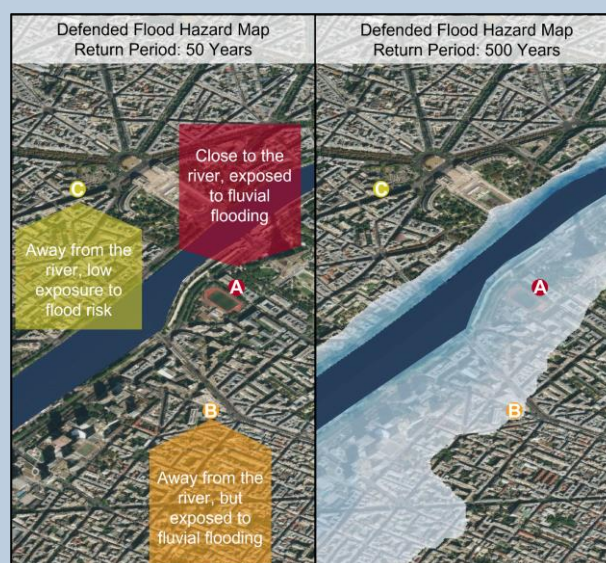 Defended Flood Hazard Map
Return Period: 50 Years
Defended Flood Hazard Map
Return Period: 500 Years
Close to the
river, exposed
to fluvial
flooding
C
C
Away from the
river, low
exposure to
flood risk
A
A
B
B
Away from the
river, but
exposed to
fluvial flooding